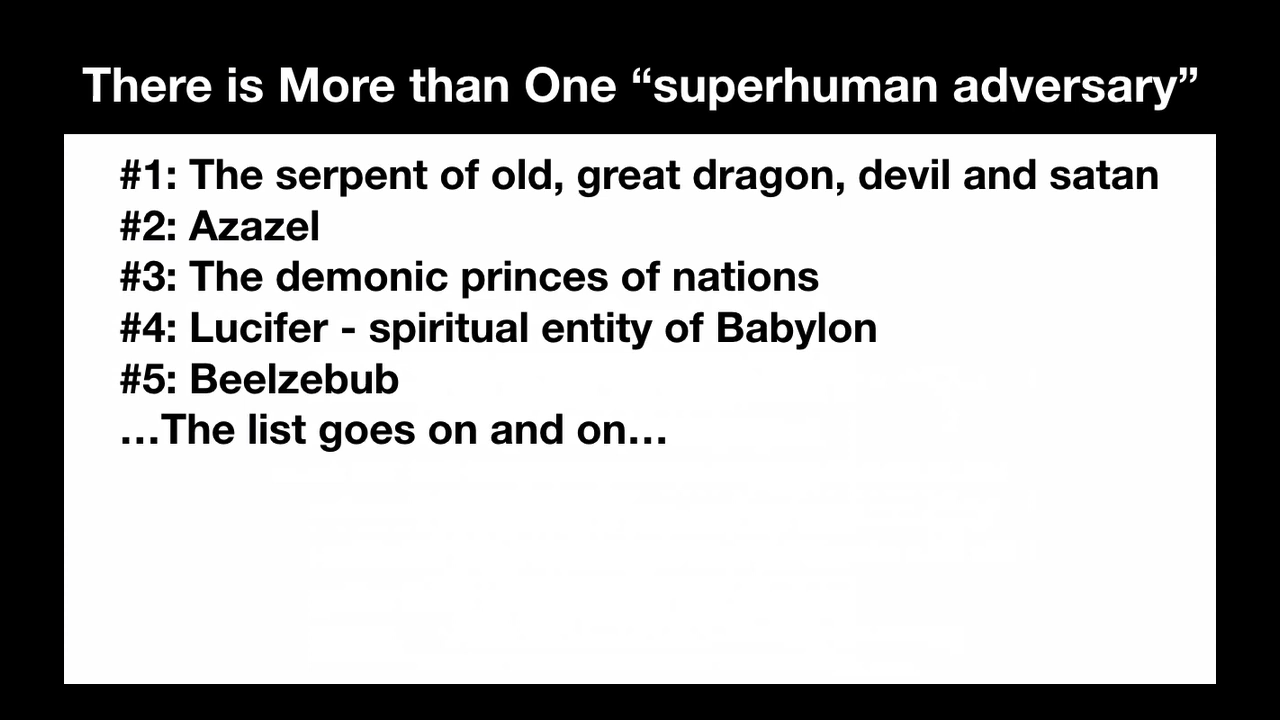 There is More than One “superhuman adversary”
#1: The serpent of old, great dragon, devil and satan
#2: Azazel
#3: The demonic princes of nations
#4: Lucifer - spiritual entity of Babylon
#5: Beelzebub
…The list goes on and on…